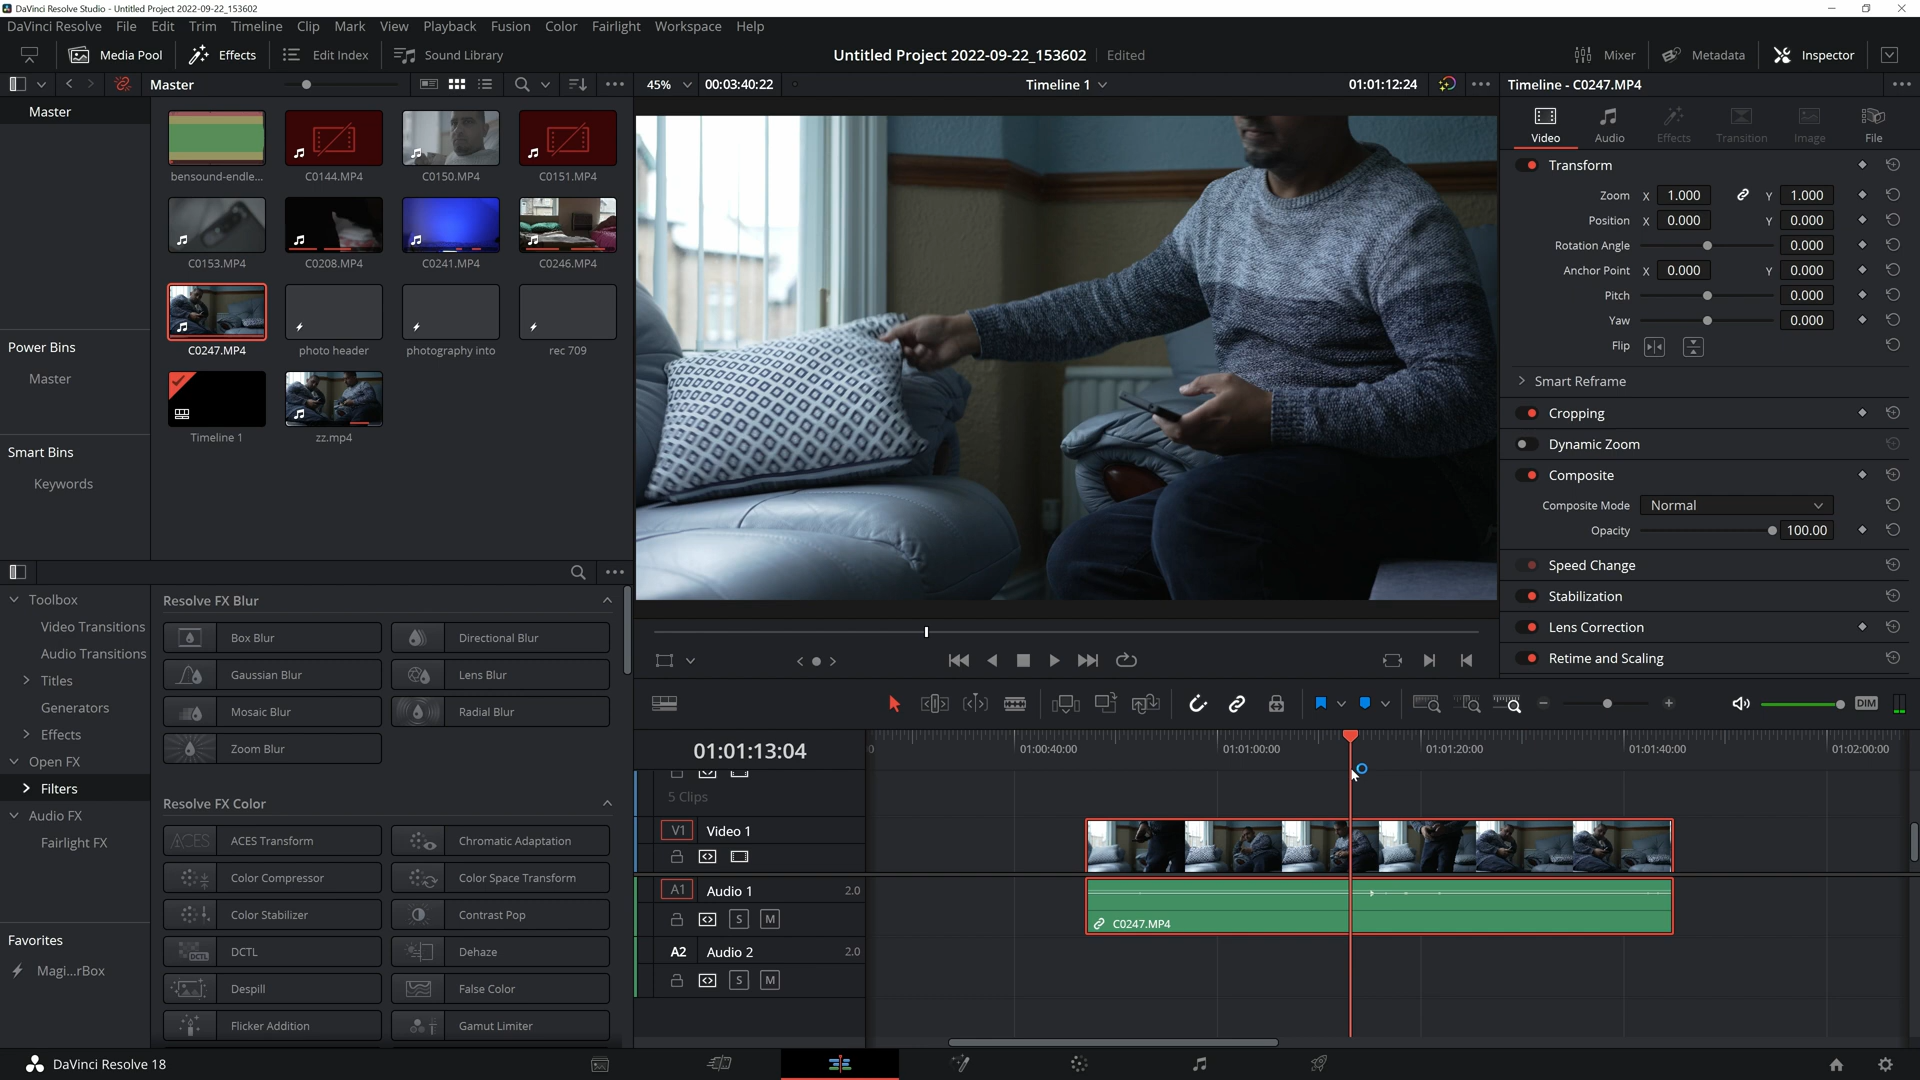 DaVinci Resolve Studio - Untitled Project 2022-09-22_153602
DaVinci Resolve File Edit Trim Timeline Clip Mark View Playback Fusion Color Fairlight Workspace Help
Media Pool Effects Edit Index Sound Library Untitled Project 2022-09-22_153602 Edited Mixer Metadata Inspector
Master 45% 00:03:40:22 Timeline 1 01:01:12:24 Timeline - C0247.MP4
Master
bensound-endle... C0144.MP4 C0150.MP4 C0151.MP4
C0153.MP4 C0208.MP4 C0241.MP4 C0246.MP4
C0247.MP4 photo header photography into rec 709
Timeline 1 zz.mp4
Power Bins
Master
Smart Bins
Keywords
Video Audio Effects Transition Image File
Transform
Zoom X 1.000 Y 1.000
Position X 0.000 Y 0.000
Rotation Angle 0.000
Anchor Point X 0.000 Y 0.000
Pitch 0.000
Yaw 0.000
Flip
Smart Reframe
Cropping
Dynamic Zoom
Composite
Composite Mode Normal
Opacity 100.00
Speed Change
Stabilization
Lens Correction
Retime and Scaling
Toolbox
Video Transitions
Audio Transitions
Titles
Generators
Effects
Open FX
Filters
Audio FX
Fairlight FX
Favorites
Magi...rBox
Resolve FX Blur
Box Blur Directional Blur
Gaussian Blur Lens Blur
Mosaic Blur Radial Blur
Zoom Blur
Resolve FX Color
ACES ACES Transform Chromatic Adaptation
Color Compressor Color Space Transform
Color Stabilizer Contrast Pop
DCTL DCTL Dehaze
Despill False Color
Flicker Addition Gamut Limiter
DIM
01:01:13:04 01:00:40:00 01:01:00:00 01:01:20:00 01:01:40:00 01:02:00:00
5 Clips
V1 Video 1
A1 Audio 1 2.0
S M
C0247.MP4
A2 Audio 2 2.0
S M
DaVinci Resolve 18